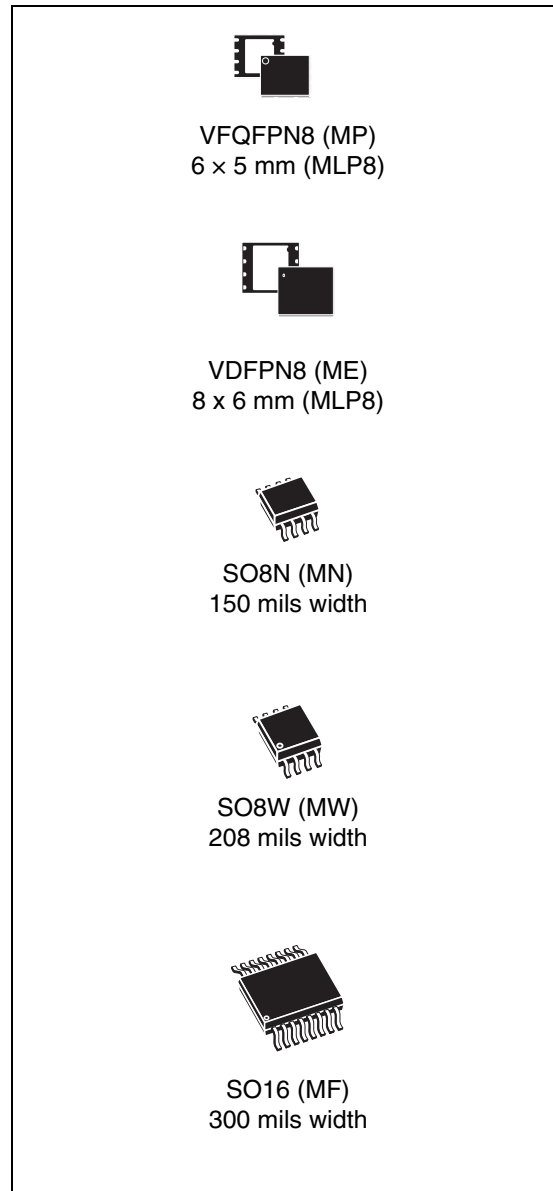 VFQFPN8 (MP)
6 × 5 mm (MLP8)
VDFPN8 (ME)
8 x 6 mm (MLP8)
SO8N (MN)
150 mils width
SO8W (MW)
208 mils width
SO16 (MF)
300 mils width